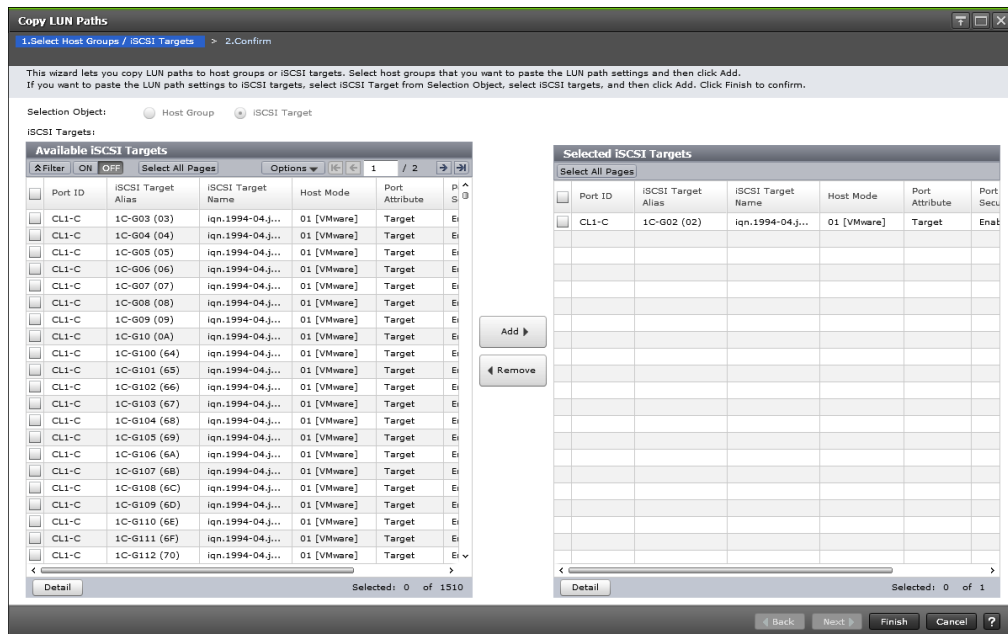 Copy LUN Paths
1.Select Host Groups / iSCSI Targets > 2.Confirm
This wizard lets you copy LUN paths to host groups or iSCSI targets. Select host groups that you want to paste the LUN path settings and then click Add.
If you want to paste the LUN path settings to iSCSI targets, select iSCSI Target from Selection Object, select iSCSI targets, and then click Add. Click Finish to confirm.
Selection Object: Host Group iSCSI Target
iSCSI Targets:
Available iSCSI Targets
Filter ON OFF Select All Pages Options 1 / 2
Port ID iSCSI Target Alias iSCSI Target Name Host Mode Port Attribute P S
CL1-C 1C-G03 (03) iqn.1994-04.j... 01 [VMware] Target E
CL1-C 1C-G04 (04) iqn.1994-04.j... 01 [VMware] Target E
CL1-C 1C-G05 (05) iqn.1994-04.j... 01 [VMware] Target E
CL1-C 1C-G06 (06) iqn.1994-04.j... 01 [VMware] Target E
CL1-C 1C-G07 (07) iqn.1994-04.j... 01 [VMware] Target E
CL1-C 1C-G08 (08) iqn.1994-04.j... 01 [VMware] Target E
CL1-C 1C-G09 (09) iqn.1994-04.j... 01 [VMware] Target E
CL1-C 1C-G10 (0A) iqn.1994-04.j... 01 [VMware] Target E
CL1-C 1C-G100 (64) iqn.1994-04.j... 01 [VMware] Target E
CL1-C 1C-G101 (65) iqn.1994-04.j... 01 [VMware] Target E
CL1-C 1C-G102 (66) iqn.1994-04.j... 01 [VMware] Target E
CL1-C 1C-G103 (67) iqn.1994-04.j... 01 [VMware] Target E
CL1-C 1C-G104 (68) iqn.1994-04.j... 01 [VMware] Target E
CL1-C 1C-G105 (69) iqn.1994-04.j... 01 [VMware] Target E
CL1-C 1C-G106 (6A) iqn.1994-04.j... 01 [VMware] Target E
CL1-C 1C-G107 (6B) iqn.1994-04.j... 01 [VMware] Target E
CL1-C 1C-G108 (6C) iqn.1994-04.j... 01 [VMware] Target E
CL1-C 1C-G109 (6D) iqn.1994-04.j... 01 [VMware] Target E
CL1-C 1C-G110 (6E) iqn.1994-04.j... 01 [VMware] Target E
CL1-C 1C-G111 (6F) iqn.1994-04.j... 01 [VMware] Target E
CL1-C 1C-G112 (70) iqn.1994-04.j... 01 [VMware] Target E
Detail Selected: 0 of 1510
Add
Remove
Selected iSCSI Targets
Select All Pages
Port ID iSCSI Target Alias iSCSI Target Name Host Mode Port Attribute Port Secu
CL1-C 1C-G02 (02) iqn.1994-04.j... 01 [VMware] Target Enab
Detail Selected: 0 of 1
Back Next Finish Cancel ?